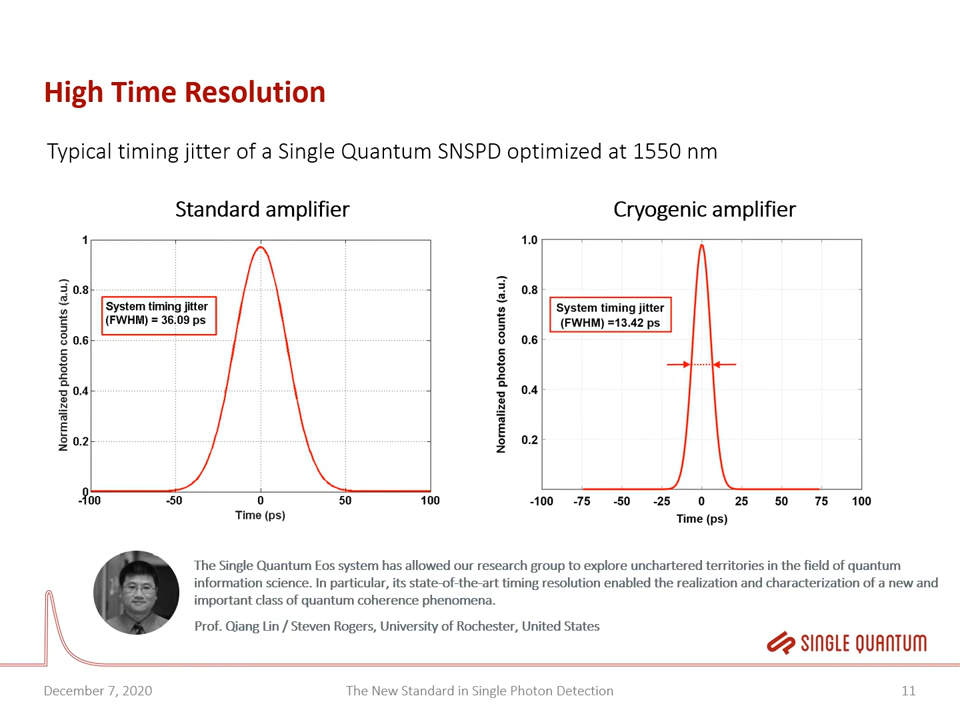 High Time Resolution
Typical timing jitter of a Single Quantum SNSPD optimized at 1550 nm
Standard amplifier
Normalized photon counts (a.u.)
1
0.8
0.6
0.4
0.2
0
System timing jitter
(FWHM) = 36.09 ps
-100 -50 0 50 100
Time (ps)
Cryogenic amplifier
Normalized photon counts (a.u.)
1.0
0.8
0.6
0.4
0.2
System timing jitter
(FWHM) =13.42 ps
-100 -75 -50 -25 0 25 50 75 100
Time (ps)
The Single Quantum Eos system has allowed our research group to explore unchartered territories in the field of quantum
information science. In particular, its state-of-the-art timing resolution enabled the realization and characterization of a new and
important class of quantum coherence phenomena.
Prof. Qiang Lin / Steven Rogers, University of Rochester, United States
SINGLE QUANTUM
December 7, 2020
The New Standard in Single Photon Detection
11